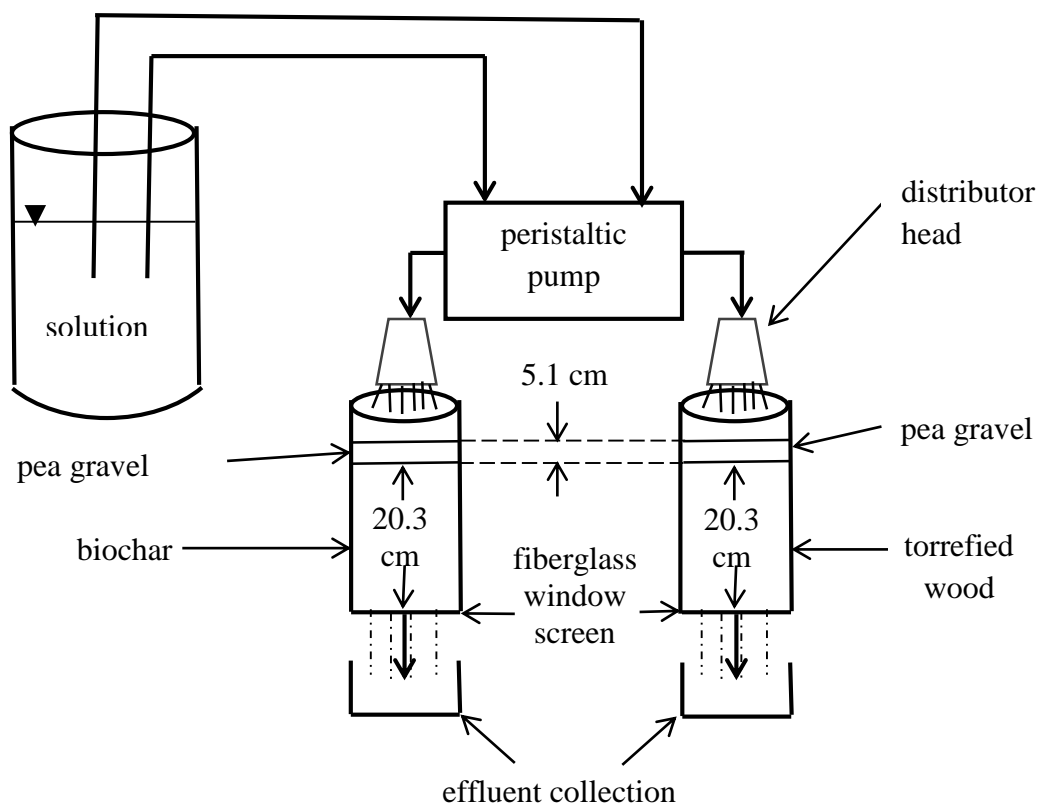 distributor
head
peristaltic
pump
solution
5.1 cm
pea gravel
pea gravel
20.3
cm
20.3
cm
biochar
fiberglass
window
screen
torrefied
wood
effluent collection